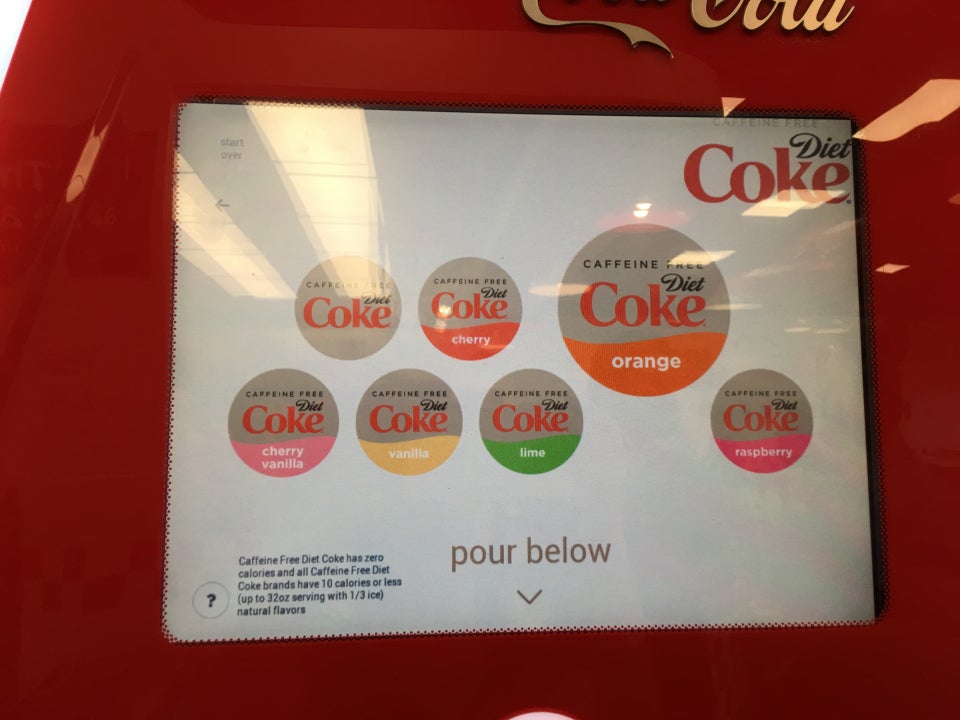 Coca-Cola
start
over
←
CAFFEINE FREE
Diet
Coke
CAFFEINE FREE
Diet
Coke
CAFFEINE FREE
Diet
Coke
cherry
CAFFEINE FREE
Diet
Coke
orange
CAFFEINE FREE
Diet
Coke
cherry
vanilla
CAFFEINE FREE
Diet
Coke
vanilla
CAFFEINE FREE
Diet
Coke
lime
CAFFEINE FREE
Diet
Coke
raspberry
pour below
?
Caffeine Free Diet Coke has zero
calories and all Caffeine Free Diet
Coke brands have 10 calories or less
(up to 32oz serving with 1/3 ice)
natural flavors